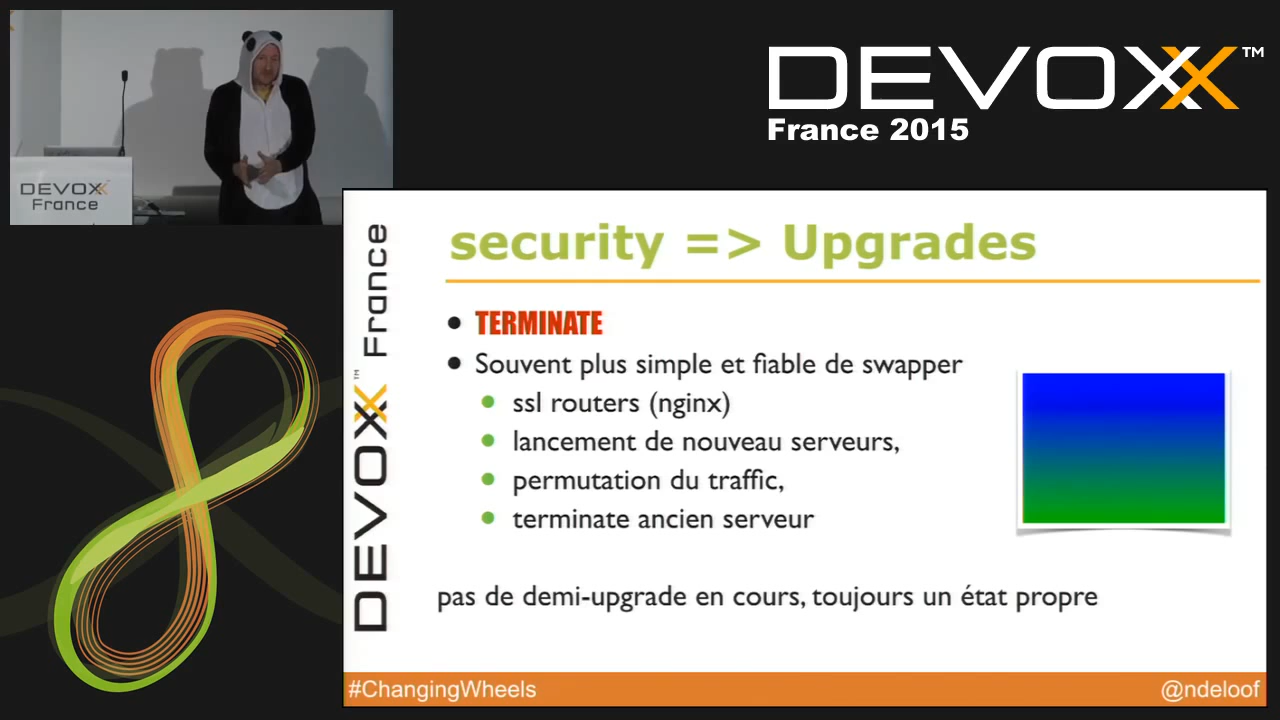 DEVOXX™
France 2015
DEVOXX
France
DEVOXX™ France
security => Upgrades
• TERMINATE
• Souvent plus simple et fiable de swapper
• ssl routers (nginx)
• lancement de nouveau serveurs,
• permutation du traffic,
• terminate ancien serveur
pas de demi-upgrade en cours, toujours un état propre
#ChangingWheels
@ndeloof